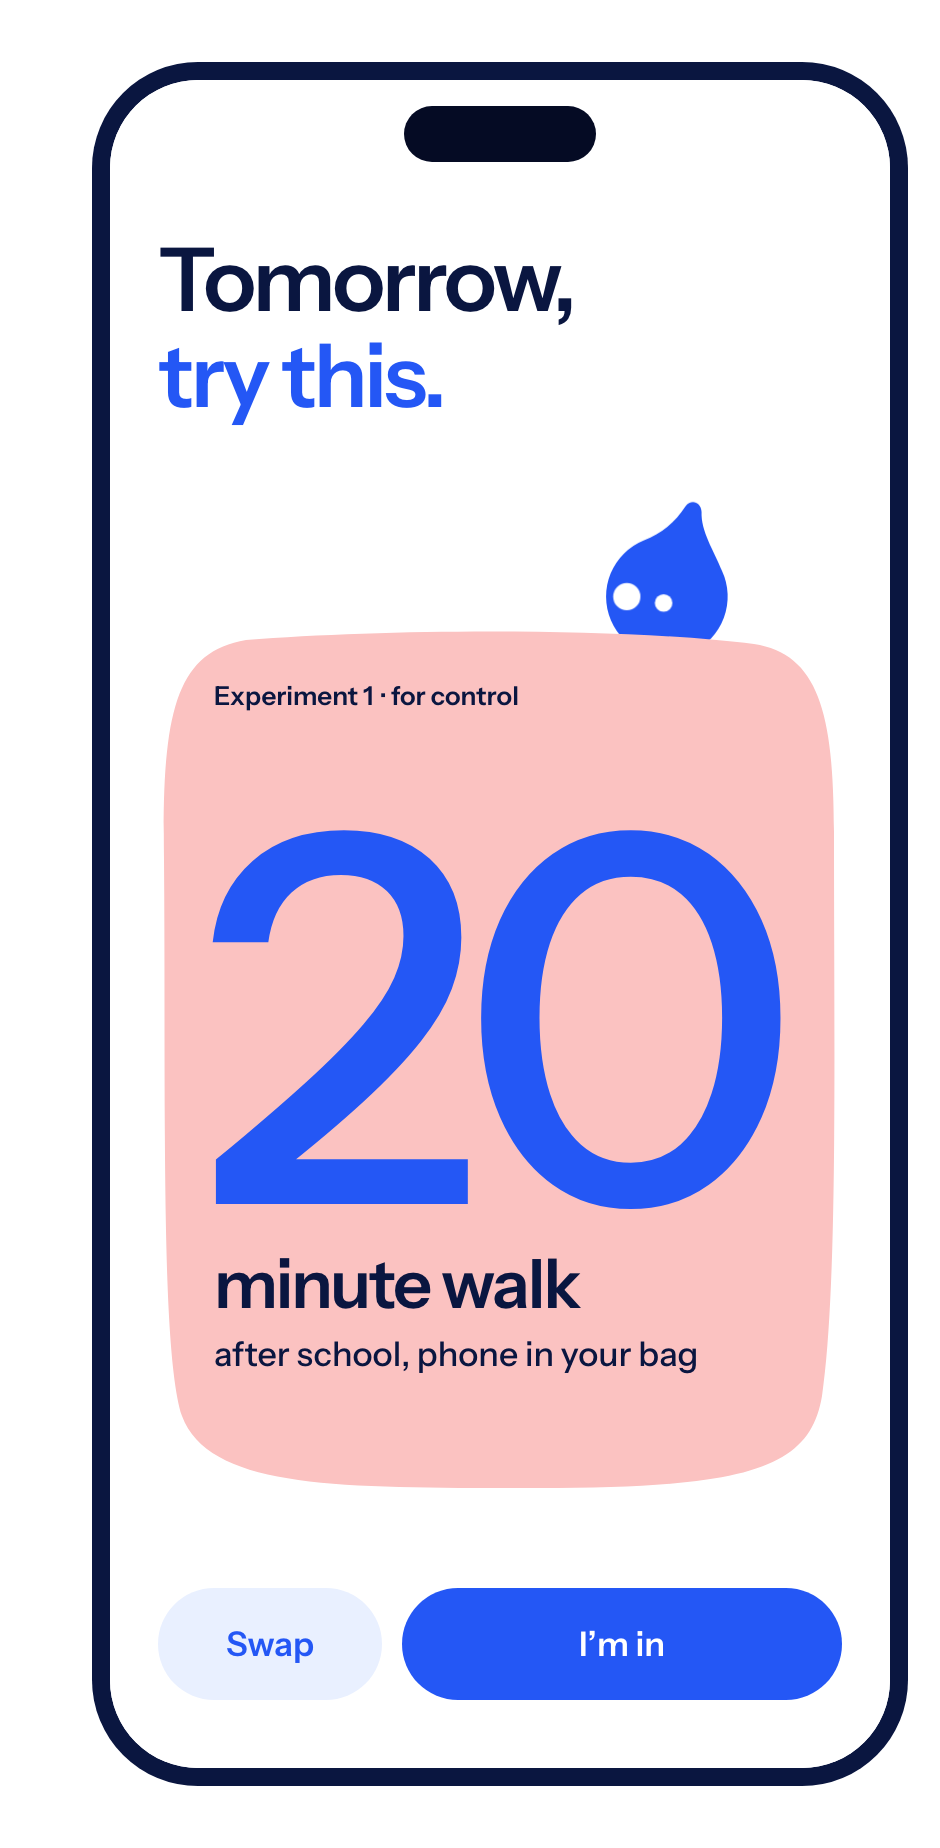 Tomorrow,
try this.
Experiment 1 · for control
20
minute walk
after school, phone in your bag
Swap
I’m in